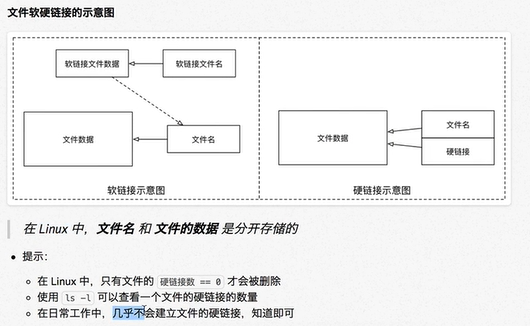 文件软硬链接的示意图
软链接文件数据
软链接文件名
文件数据
文件名
软链接示意图
文件数据
文件名
硬链接
硬链接示意图
在 Linux 中，文件名 和 文件的数据 是分开存储的
• 提示：
○ 在 Linux 中，只有文件的 硬链接数 == 0 才会被删除
○ 使用 ls -l 可以查看一个文件的硬链接的数量
○ 在日常工作中，几乎不会建立文件的硬链接，知道即可